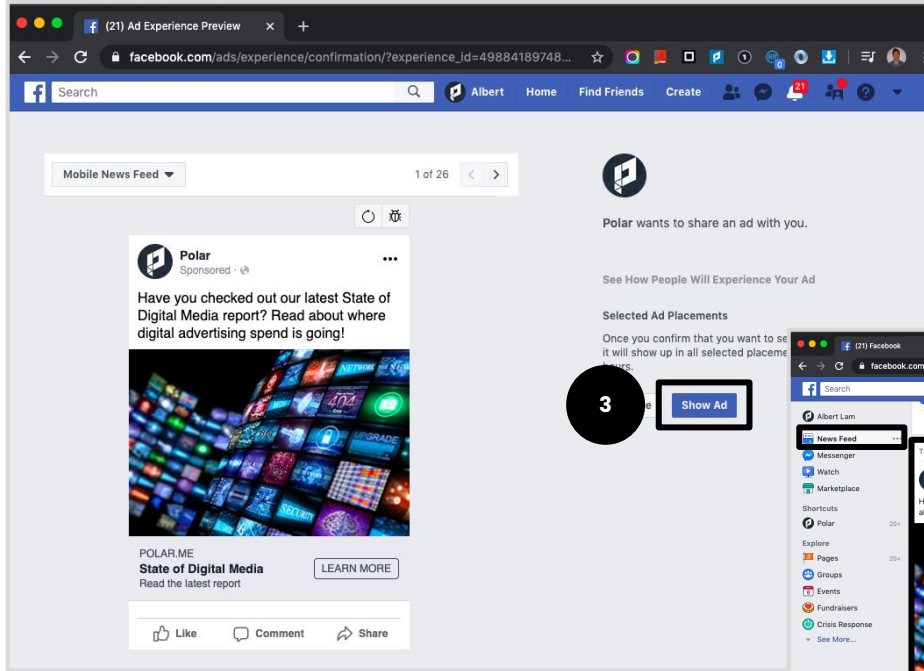 (21) Ad Experience Preview
facebook.com/ads/experience/confirmation/?experience_id=49884189748...
Search
Albert
Home
Find Friends
Create
21
Mobile News Feed
1 of 26
Polar
Sponsored ·
Have you checked out our latest State of
Digital Media report? Read about where
digital advertising spend is going!
NETWORK
NEW
404
UPGRADE
SECURITY
POLAR.ME
State of Digital Media
Read the latest report
LEARN MORE
Like
Comment
Share
Polar wants to share an ad with you.
See How People Will Experience Your Ad
Selected Ad Placements
Once you confirm that you want to se
it will show up in all selected placeme
hours.
3
Show Ad
(21) Facebook
facebook.com
Search
Albert Lam
News Feed
Messenger
Watch
Marketplace
Shortcuts
Polar
20+
Explore
Pages
20+
Groups
Events
Fundraisers
Crisis Response
See More...